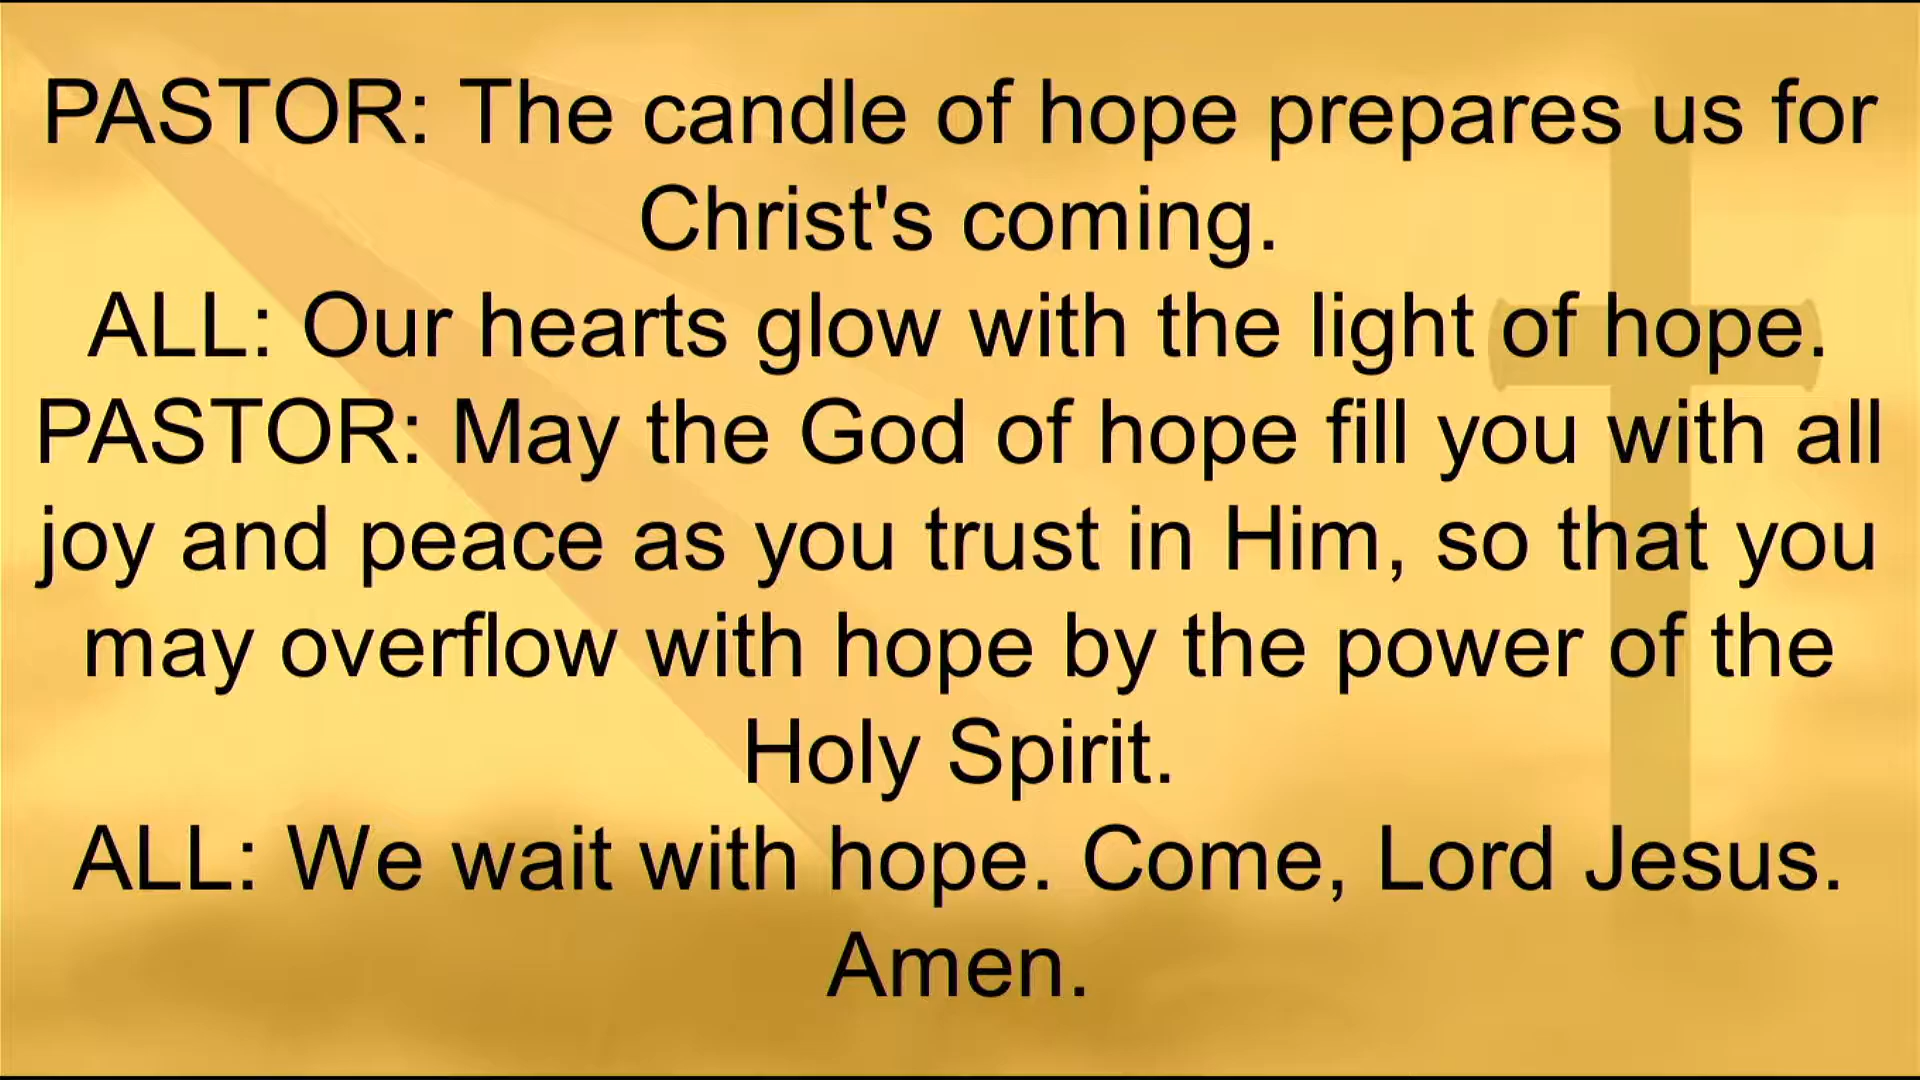 PASTOR: The candle of hope prepares us for
Christ's coming.
ALL: Our hearts glow with the light of hope.
PASTOR: May the God of hope fill you with all
joy and peace as you trust in Him, so that you
may overflow with hope by the power of the
Holy Spirit.
ALL: We wait with hope. Come, Lord Jesus.
Amen.